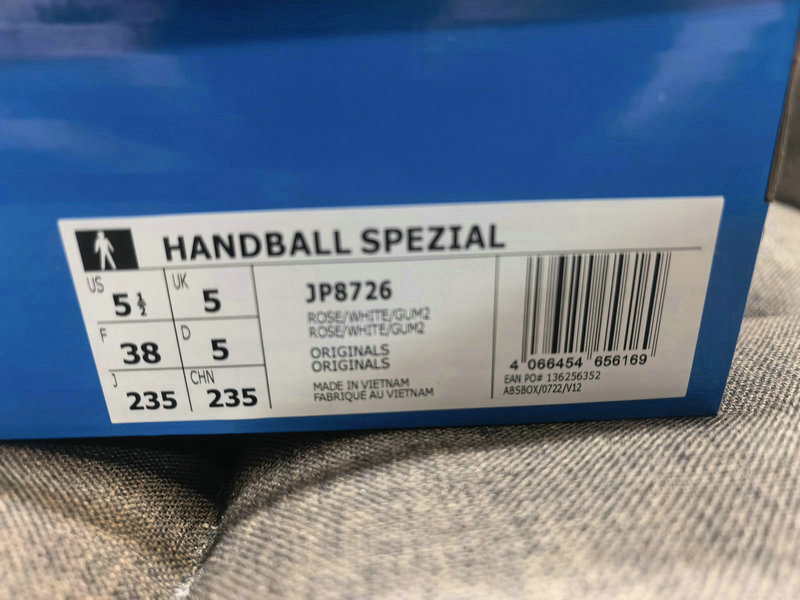 HANDBALL SPEZIAL
US 5½ UK 5
F 38 D 5
J 235 CHN 235
JP8726
ROSE/WHITE/GUM2
ROSE/WHITE/GUM2
ORIGINALS
ORIGINALS
MADE IN VIETNAM
FABRIQUÉ AU VIETNAM
4 066454 656169
EAN PO# 136256352
ABSBOX/0722/V12